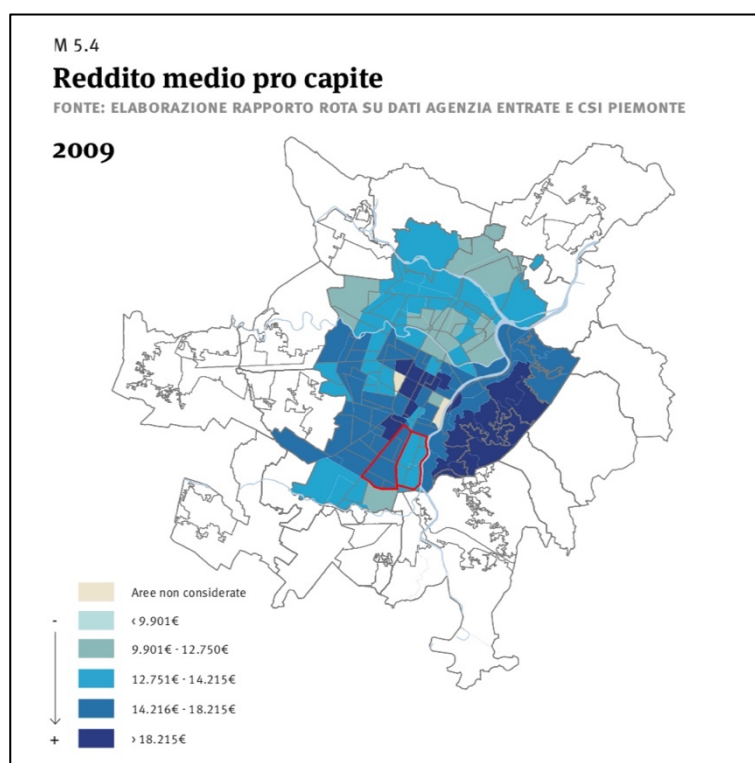 M 5.4
Reddito medio pro capite
FONTE: ELABORAZIONE RAPPORTO ROTA SU DATI AGENZIA ENTRATE E CSI PIEMONTE
2009
Aree non considerate
- ‹ 9.901€
9.901€ - 12.750€
12.751€ - 14.215€
14.216€ - 18.215€
+ › 18.215€